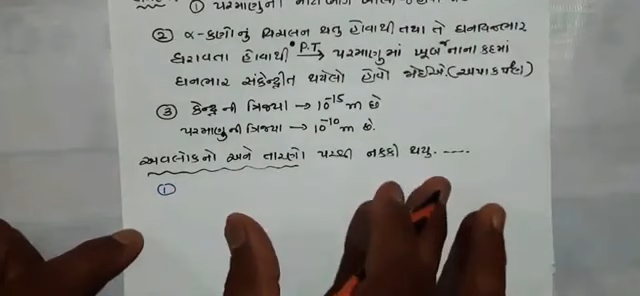 ① પરમાણુની
② α-કણોનું વિચલન થતુ હોવાથી તથા તે ધનવિજભાર
ધરાવતા હોવાથી P.T → પરમાણુમાં ખૂબ નાના કદમાં
ધનભાર સંકેન્દ્રીત થયેલો હોવો જોઈએ. (અપાકર્ષણ)
③ કેન્દ્રની ત્રિજ્યા → 10⁻¹⁵ m છે
પરમાણુની ત્રિજ્યા → 10⁻¹⁰ m છે.
અવલોકનો અને તારણો પરથી નક્કી થયુ. ----
①